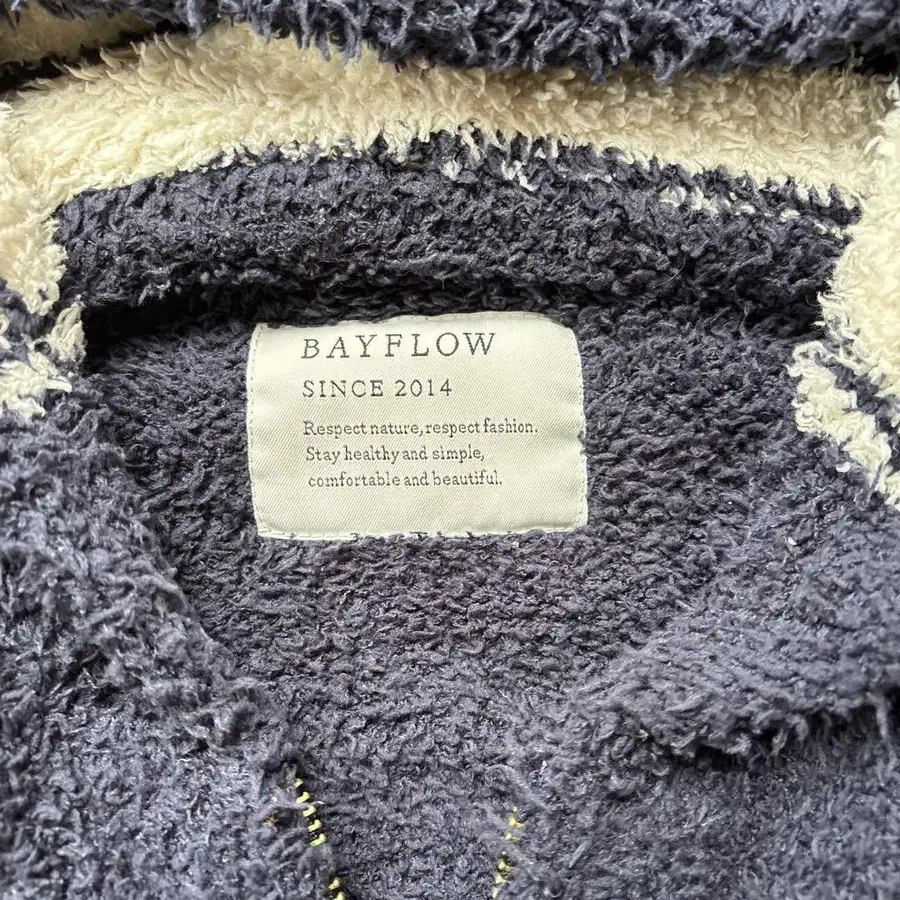 BAYFLOW
SINCE 2014
Respect nature, respect fashion.
Stay healthy and simple,
comfortable and beautiful.